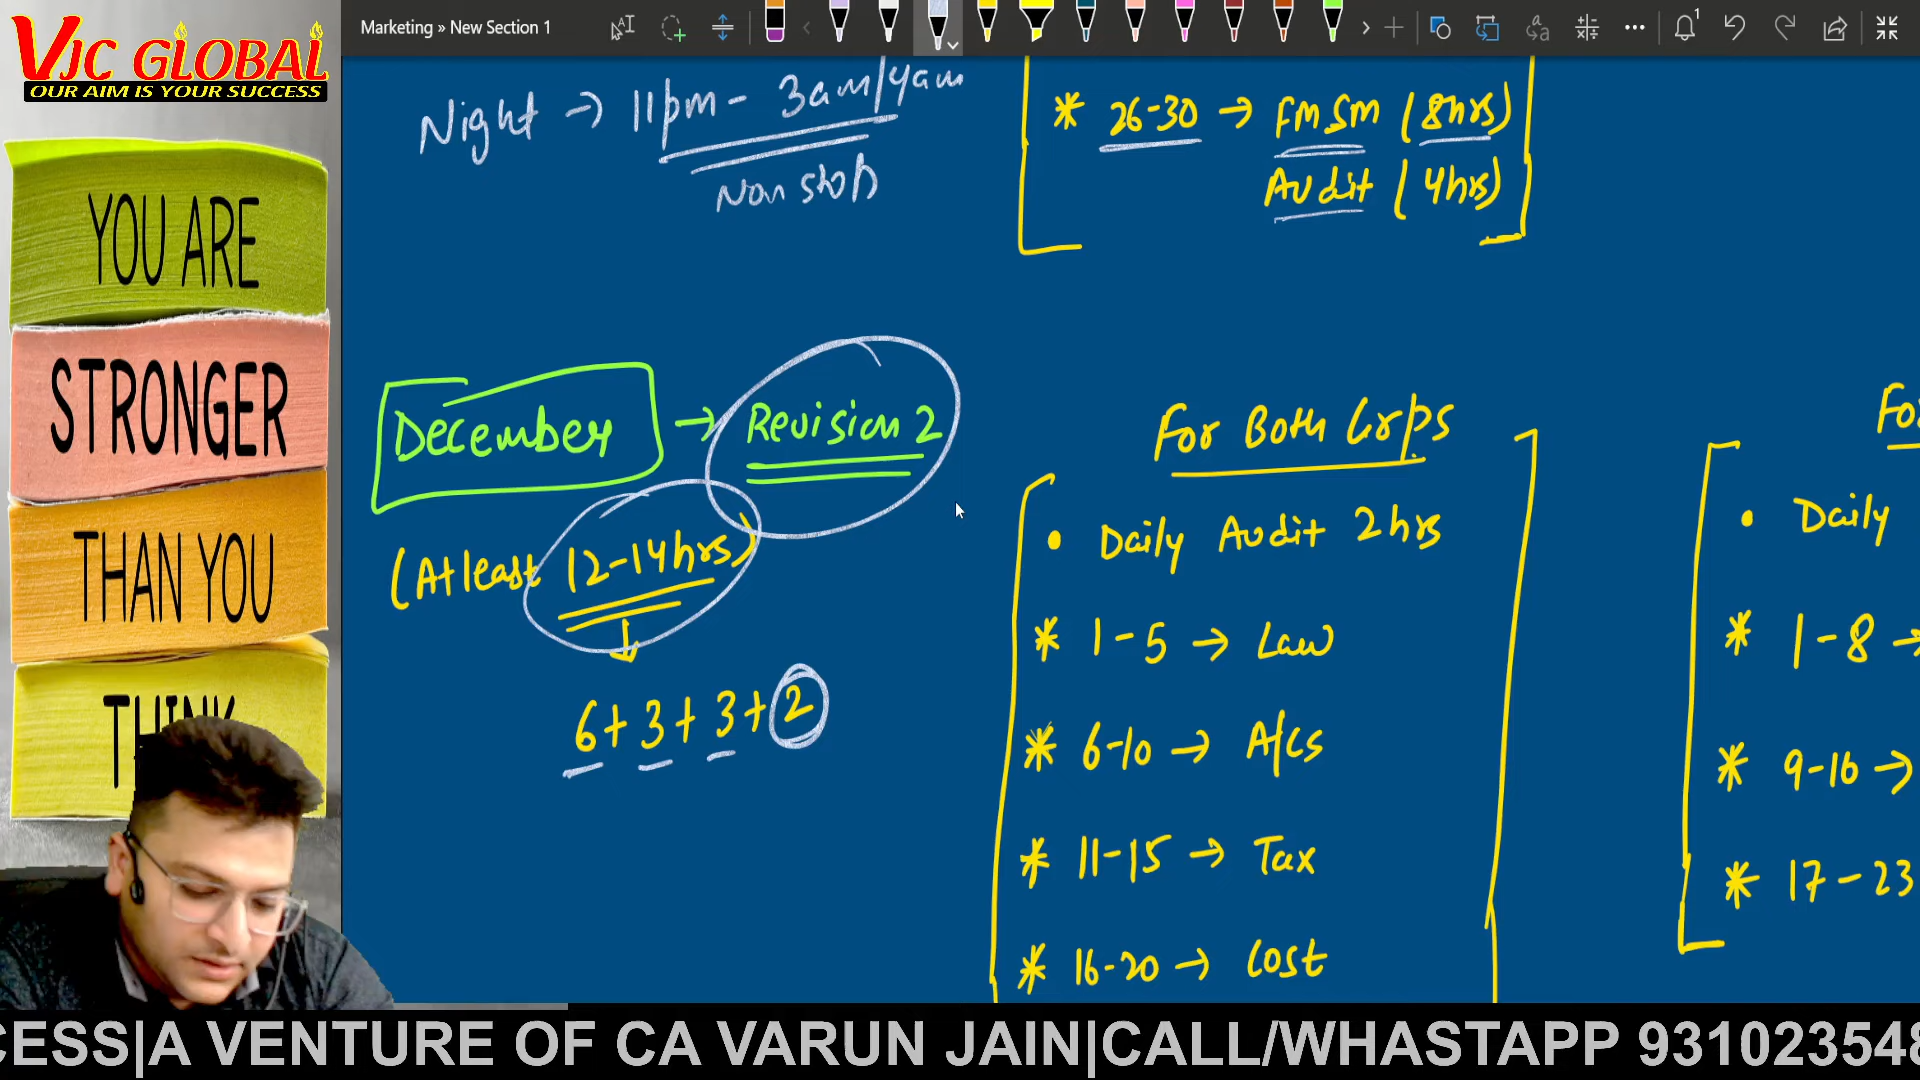 VJC GLOBAL
OUR AIM IS YOUR SUCCESS
Marketing » New Section 1
YOU ARE
STRONGER
THAN YOU
THINK
Night → 11pm - 3am/4am
Non stop
* 26-30 → FMSM (8hrs)
Audit (4hrs)
December → Revision 2
(Atleast 12-14hrs)
6+3+3+2
For Both Grps
• Daily Audit 2hrs
* 1-5 → Law
* 6-10 → A/cs
* 11-15 → Tax
* 16-20 → Cost
Fo
• Daily
* 1-8 →
* 9-16 →
* 17-23
CESS|A VENTURE OF CA VARUN JAIN|CALL/WHASTAPP 931023548